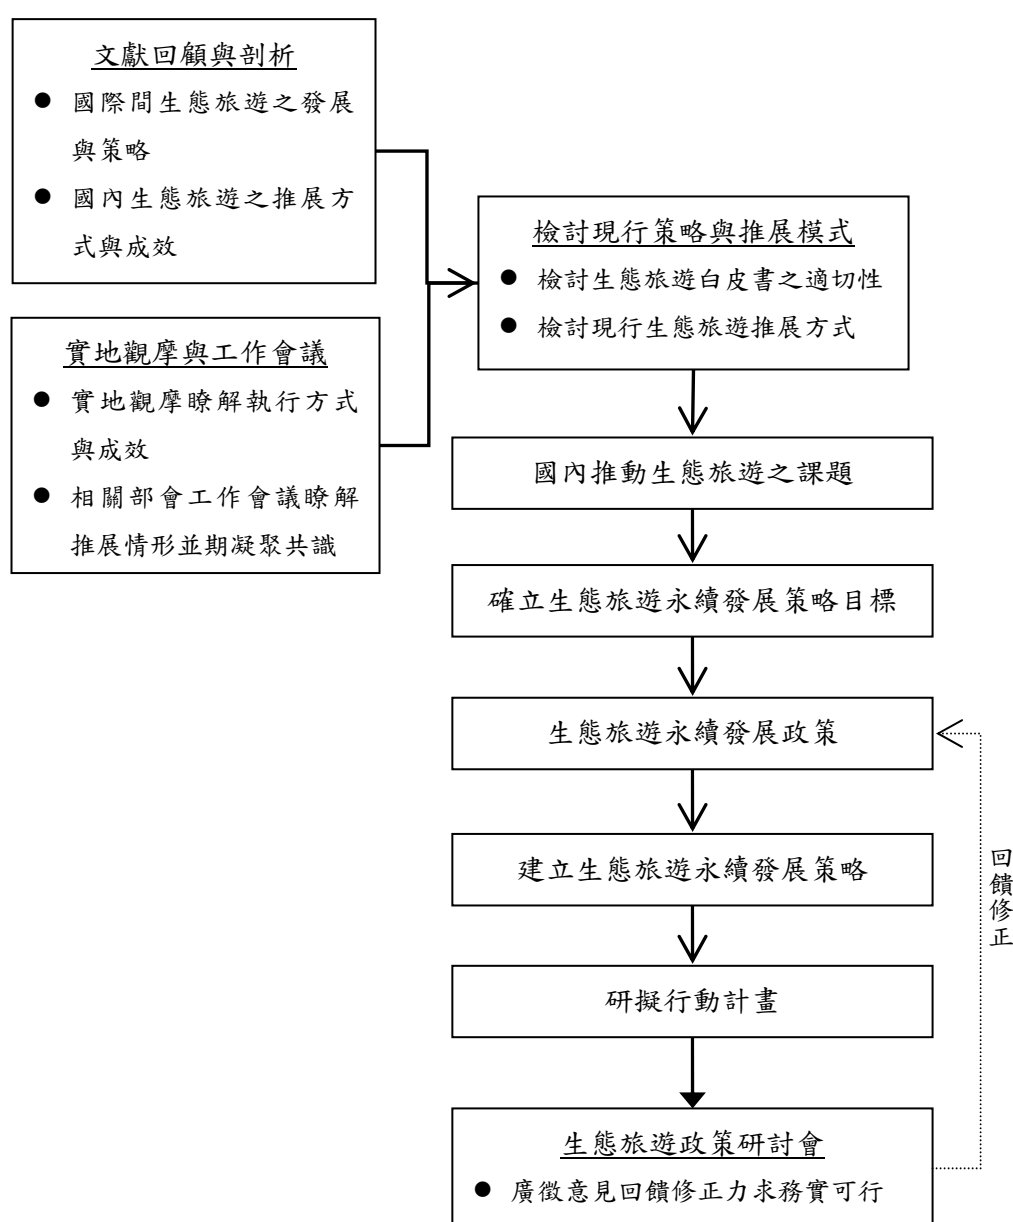 文獻回顧與剖析
● 國際間生態旅遊之發展
與策略
● 國內生態旅遊之推展方
式與成效
實地觀摩與工作會議
● 實地觀摩瞭解執行方式
與成效
● 相關部會工作會議瞭解
推展情形並期凝聚共識
檢討現行策略與推展模式
● 檢討生態旅遊白皮書之適切性
● 檢討現行生態旅遊推展方式
國內推動生態旅遊之課題
確立生態旅遊永續發展策略目標
生態旅遊永續發展政策
建立生態旅遊永續發展策略
研擬行動計畫
生態旅遊政策研討會
● 廣徵意見回饋修正力求務實可行
回饋修正